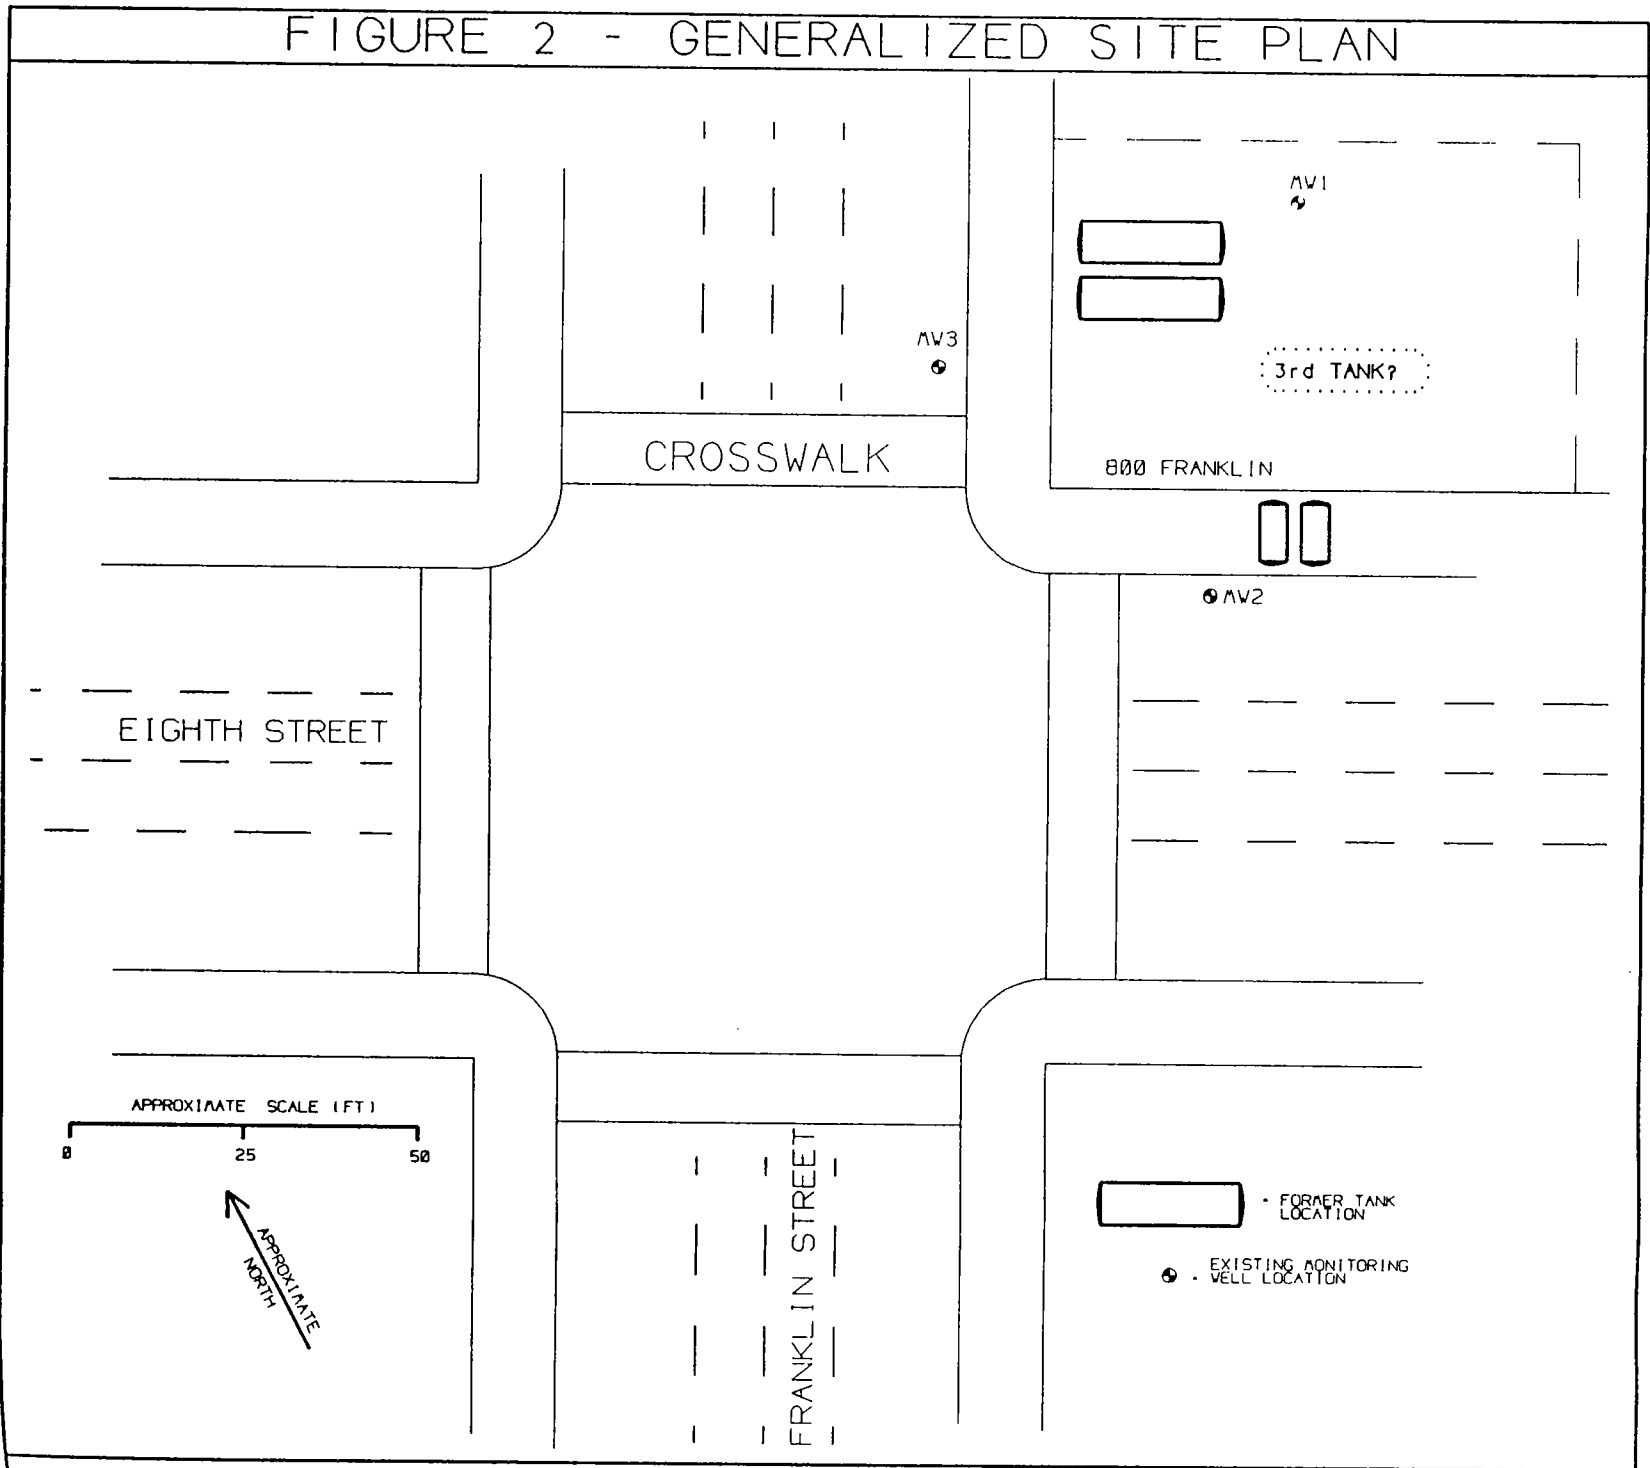 FIGURE 2 - GENERALIZED SITE PLAN
MW1
MW3
3rd TANK?
CROSSWALK
800 FRANKLIN
MW2
EIGHTH STREET
APPROXIMATE SCALE (FT)
0 25 50
APPROXIMATE
NORTH
FRANKLIN STREET
- FORMER TANK
LOCATION
- EXISTING MONITORING
WELL LOCATION